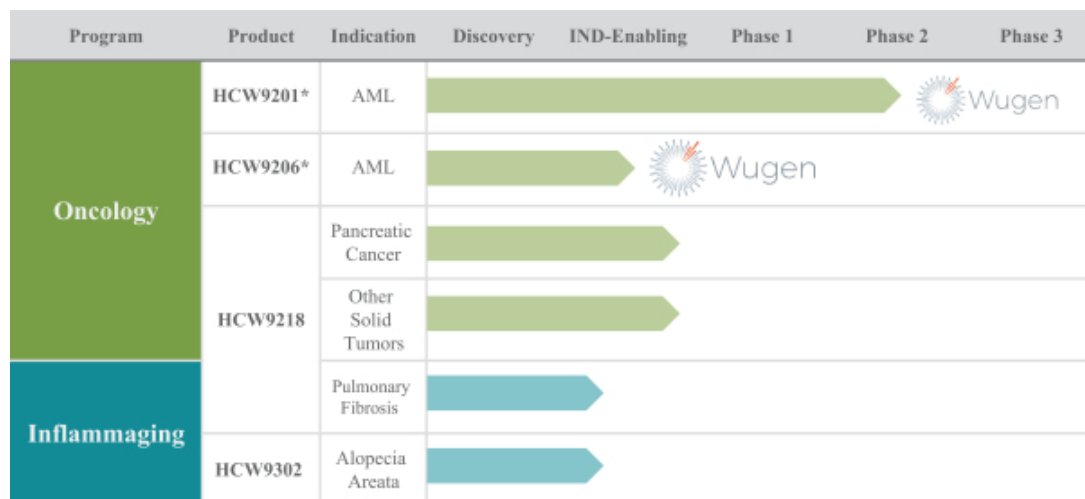 Program Product Indication Discovery IND-Enabling Phase 1 Phase 2 Phase 3
Oncology
HCW9201* AML Wugen
HCW9206* AML Wugen
HCW9218
Pancreatic
Cancer
Other
Solid
Tumors
Inflammaging
Pulmonary
Fibrosis
HCW9302
Alopecia
Areata